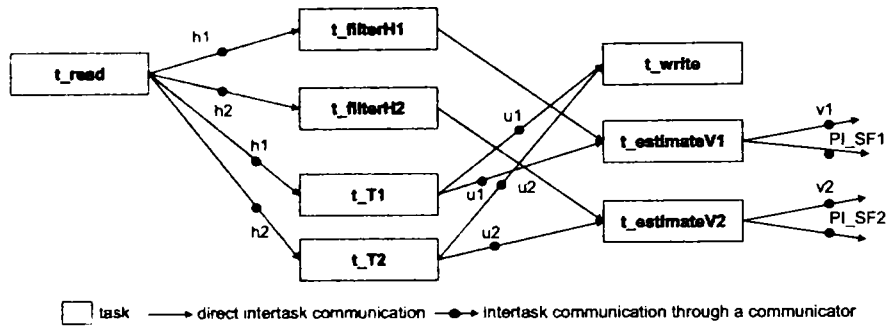 t_read
h1
h2
h1
h2
t_filterH1
t_filterH2
t_T1
t_T2
u1
u1
u2
u2
t_write
t_estimateV1
t_estimateV2
v1
PI_SF1
v2
PI_SF2
task
direct intertask communication
intertask communication through a communicator